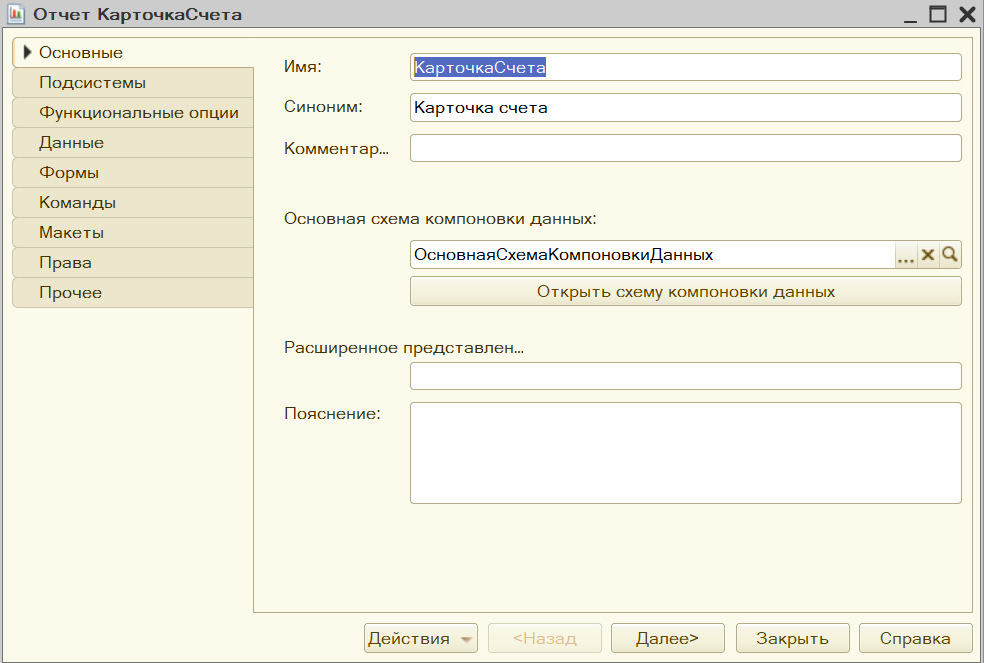 Отчет КарточкаСчета
Основные
Подсистемы
Функциональные опции
Данные
Формы
Команды
Макеты
Права
Прочее
Имя: КарточкаСчета
Синоним: Карточка счета
Комментар...
Основная схема компоновки данных:
ОсновнаяСхемаКомпоновкиДанных ...
Открыть схему компоновки данных
Расширенное представлен...
Пояснение:
Действия <Назад Далее> Закрыть Справка